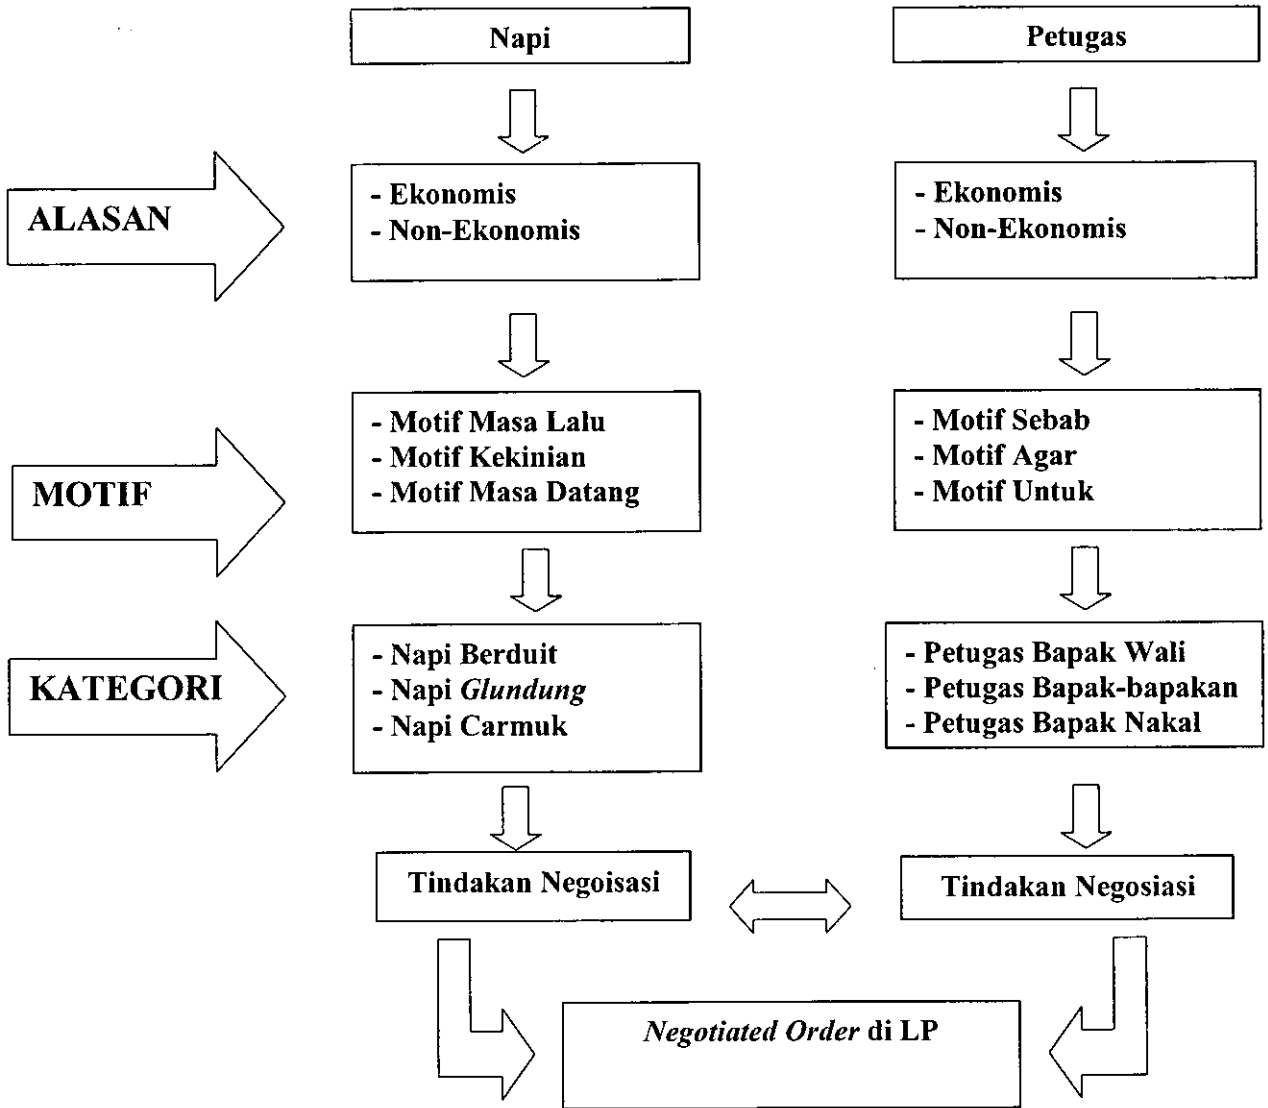 Napi
Petugas
ALASAN
- Ekonomis
- Non-Ekonomis
- Ekonomis
- Non-Ekonomis
MOTIF
- Motif Masa Lalu
- Motif Kekinian
- Motif Masa Datang
- Motif Sebab
- Motif Agar
- Motif Untuk
KATEGORI
- Napi Berduit
- Napi Glundung
- Napi Carmuk
- Petugas Bapak Wali
- Petugas Bapak-bapakan
- Petugas Bapak Nakal
Tindakan Negoisasi
Tindakan Negosiasi
Negotiated Order di LP